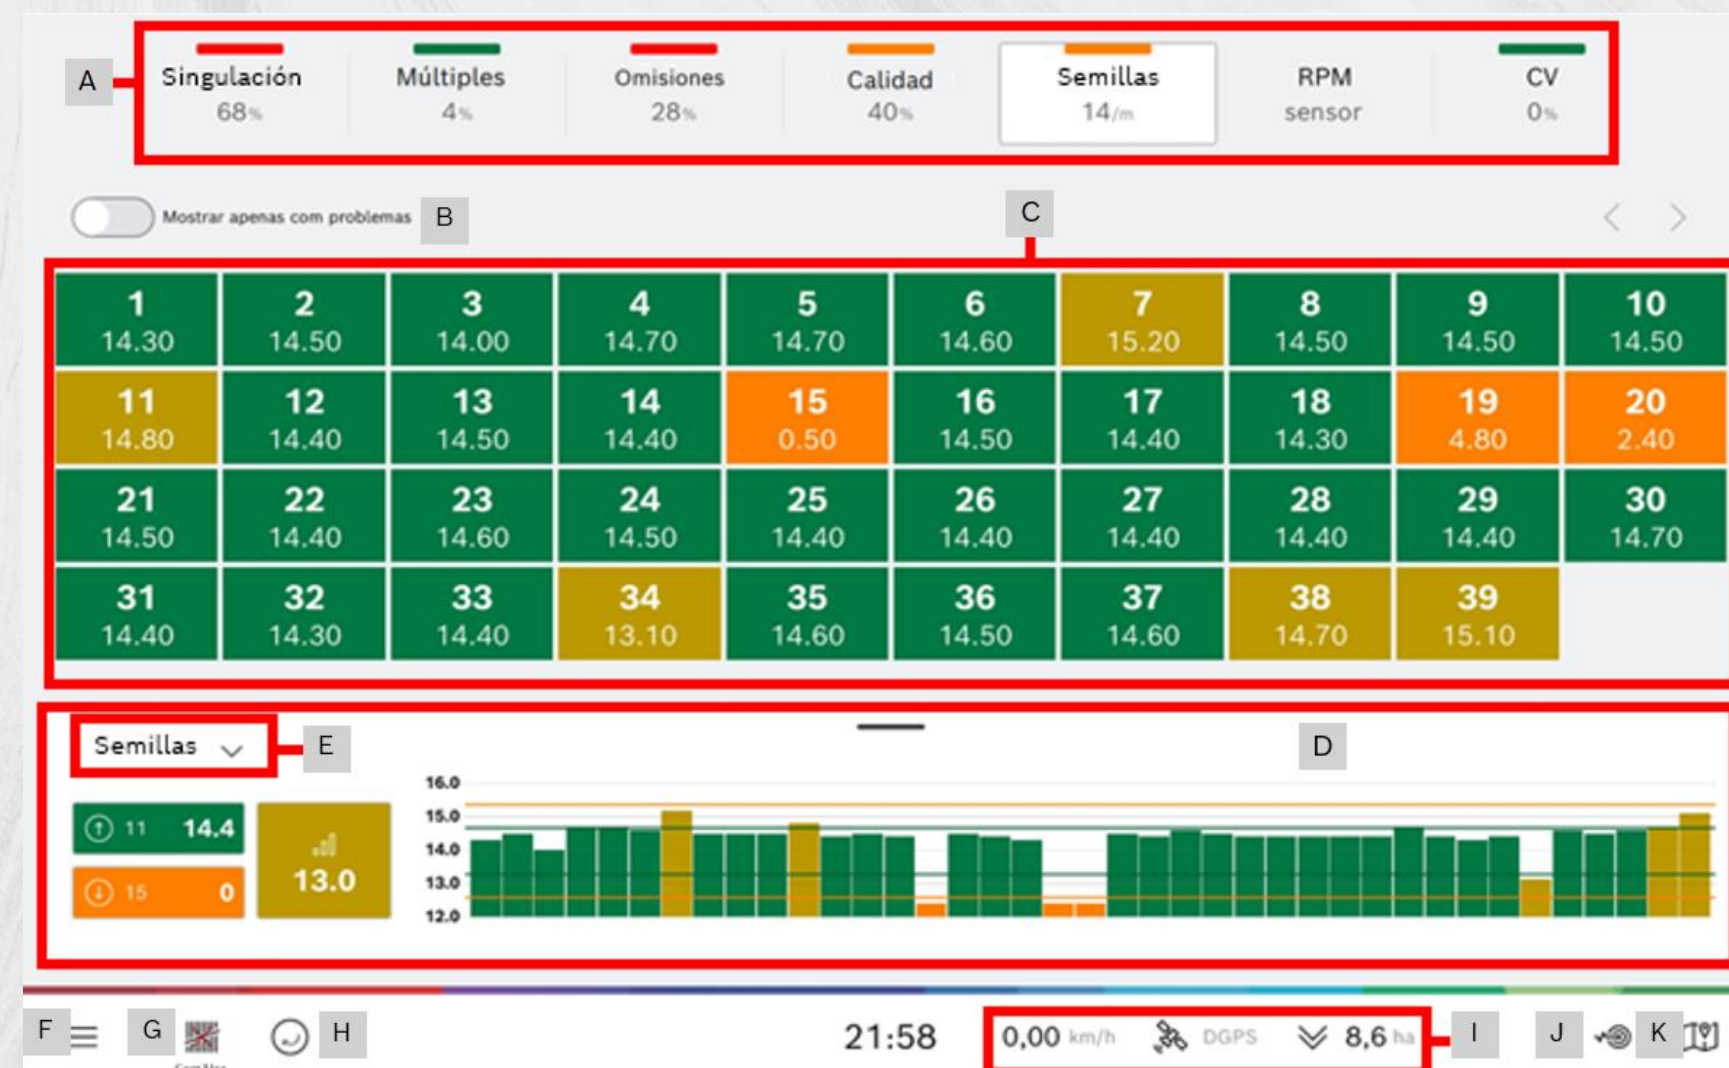 A
Singulación Múltiples Omisiones Calidad Semillas RPM CV
68% 4% 28% 40% 14/m sensor 0%
Mostrar apenas com problemas B C
1 2 3 4 5 6 7 8 9 10
14.30 14.50 14.00 14.70 14.70 14.60 15.20 14.50 14.50 14.50
11 12 13 14 15 16 17 18 19 20
14.80 14.40 14.50 14.40 0.50 14.50 14.40 14.30 4.80 2.40
21 22 23 24 25 26 27 28 29 30
14.50 14.40 14.60 14.50 14.40 14.40 14.40 14.40 14.40 14.70
31 32 33 34 35 36 37 38 39
14.40 14.30 14.40 13.10 14.60 14.50 14.60 14.70 15.10
Semillas E D
11 14.4
15 0
13.0
16.0
15.0
14.0
13.0
12.0
F G H 21:58 0,00 km/h DGPS 8,6 ha I J K